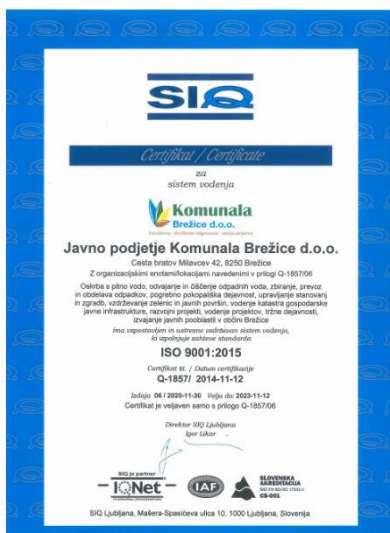 SIQ
Certifikat / Certificate
za
sistem vodenja
Komunala
Brežice d.o.o.
Javno podjetje Komunala Brežice d.o.o.
Cesta bratov Milavcev 42, 8250 Brežice
Z organizacijskimi enotami/lokacijami navedenimi v prilogi Q-1857/06
Oskrba s pitno vodo, odvajanje in čiščenje odpadnih voda, zbiranje, prevoz
in obdelava odpadkov, pogrebno pokopališka dejavnost, upravljanje stanovanj
in zgradb, vzdrževanje zelenic in javnih površin, vodenje katastra gospodarske
javne infrastrukture, razvojni projekti, vodenje projektov, tržne dejavnosti,
izvajanje javnih pooblastil v občini Brežice
ima vzpostavljen in ustrezno vzdrževan sistem vodenja,
ki izpolnjuje zahteve standarda
ISO 9001:2015
Certifikat št. / Datum certifikacije
Q-1857/ 2014-11-12
Izdaja 06 / 2020-11-30 Velja do: 2023-11-12
Certifikat je veljaven samo s prilogo Q-1857/06
Direktor SIQ Ljubljana
Igor Likar
SIQ je partner
IQNet
IAF
SLOVENSKA
AKREDITACIJA
CS-001
SIQ Ljubljana, Mašera-Spasićeva ulica 10, 1000 Ljubljana, Slovenija